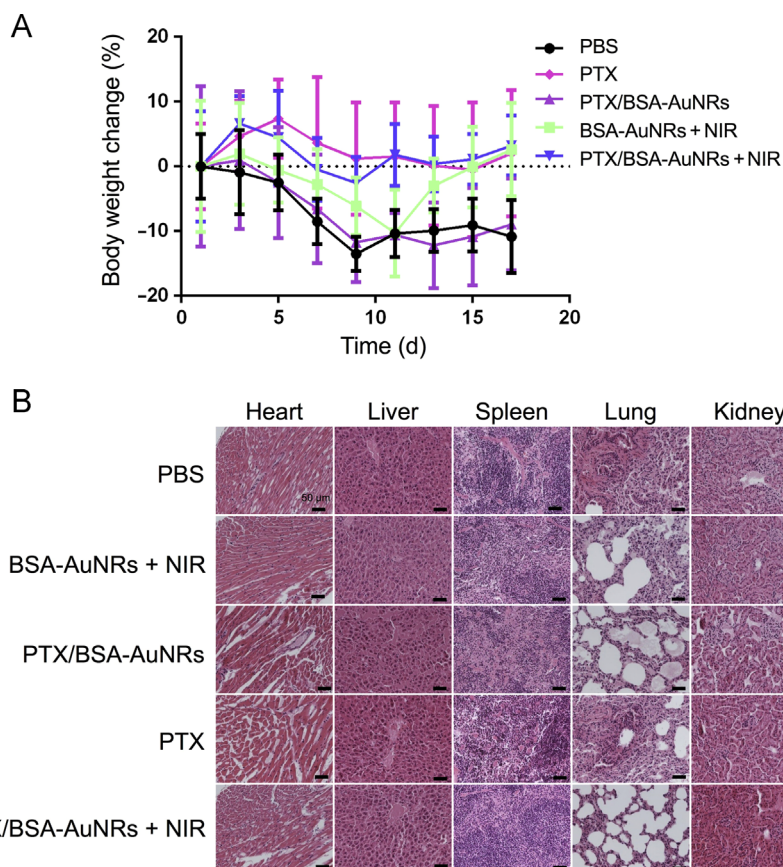 A
Body weight change (%)
20
10
0
−10
−20
0
5
10
15
20
Time (d)
PBS
PTX
PTX/BSA-AuNRs
BSA-AuNRs + NIR
PTX/BSA-AuNRs + NIR
B
Heart Liver Spleen Lung Kidney
PBS
50 µm
BSA-AuNRs + NIR
PTX/BSA-AuNRs
PTX
/BSA-AuNRs + NIR